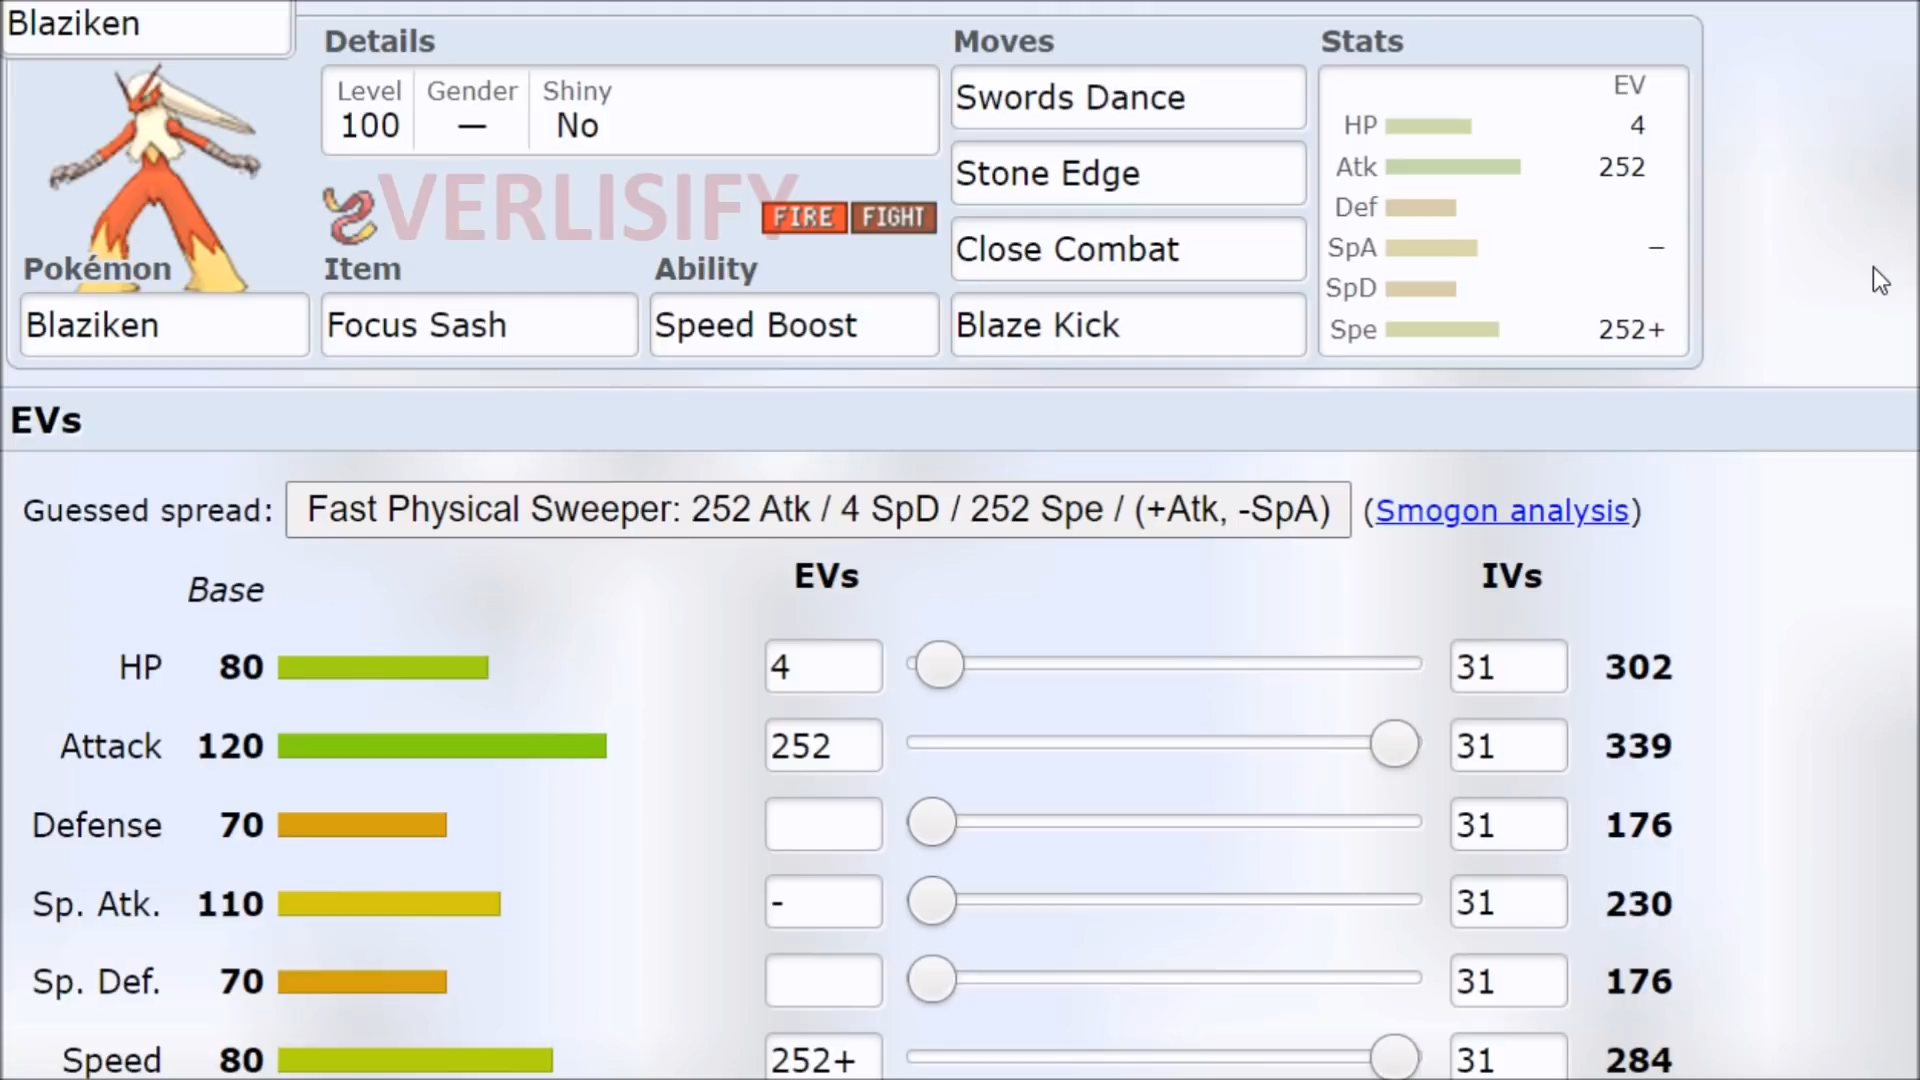 Blaziken
Details
Moves
Stats
Level
Gender
Shiny
100
—
No
VERLISIFY
FIRE
FIGHT
Pokémon
Item
Ability
Blaziken
Focus Sash
Speed Boost
Swords Dance
Stone Edge
Close Combat
Blaze Kick
EV
HP 4
Atk 252
Def
SpA –
SpD
Spe 252+
EVs
Guessed spread: Fast Physical Sweeper: 252 Atk / 4 SpD / 252 Spe / (+Atk, -SpA) (Smogon analysis)
Base EVs IVs
HP 80 4 31 302
Attack 120 252 31 339
Defense 70 31 176
Sp. Atk. 110 - 31 230
Sp. Def. 70 31 176
Speed 80 252+ 31 284